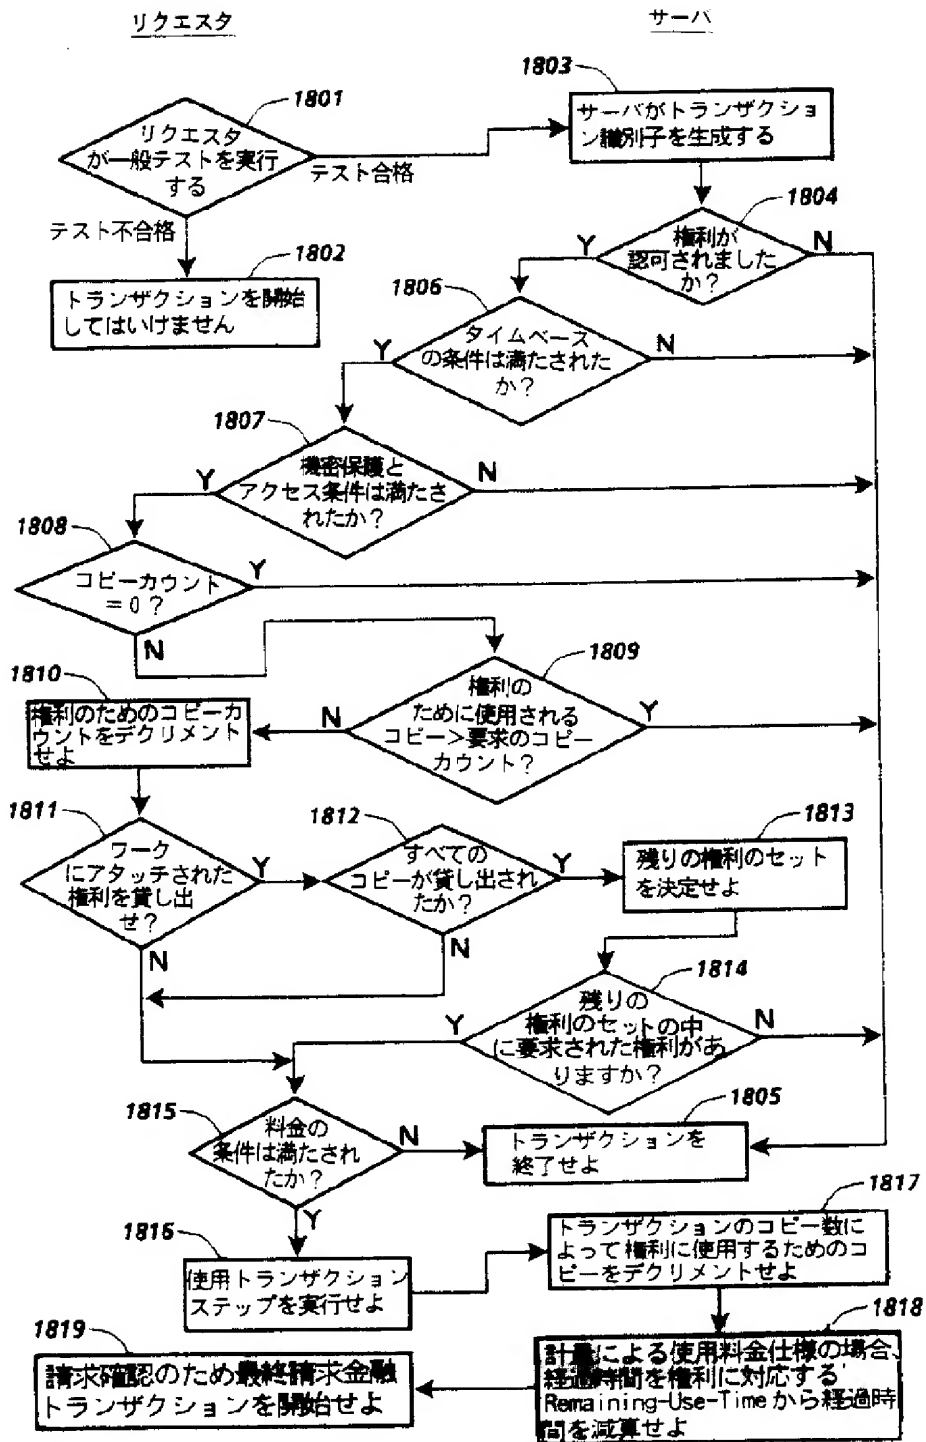 リクエスタ
サーバ
1801
リクエスタ
が一般テストを実行
する
テスト合格
テスト不合格
1802
トランザクションを開始
してはいけません
1803
サーバがトランザクショ
ン識別子を生成する
1804
権利が
認可されました
か?
Y
N
1806
タイムベース
の条件は満たされた
か?
Y
N
1807
機密保護と
アクセス条件は満たさ
れたか?
Y
N
1808
コピーカウント
=0?
Y
N
1809
権利の
ために使用される
コピー>要求のコピー
カウント?
N
Y
1810
権利のためのコピーカ
ウントをデクリメント
せよ
1811
ワーク
にアタッチされた
権利を貸し出
せ?
Y
N
1812
すべての
コピーが貸し出され
たか?
Y
N
1813
残りの権利のセット
を決定せよ
1814
残りの
権利のセットの中
に要求された権利があ
りますか?
Y
N
1815
料金の
条件は満たされ
たか?
N
Y
1805
トランザクションを
終了せよ
1816
使用トランザクション
ステップを実行せよ
1817
トランザクションのコピー数に
よって権利に使用するためのコ
ピーをデクリメントせよ
1818
計量による使用料金仕様の場合、
経過時間を権利に対応する
Remaining-Use-Timeから経過時
間を減算せよ
1819
請求確認のため最終請求金融
トランザクションを開始せよ